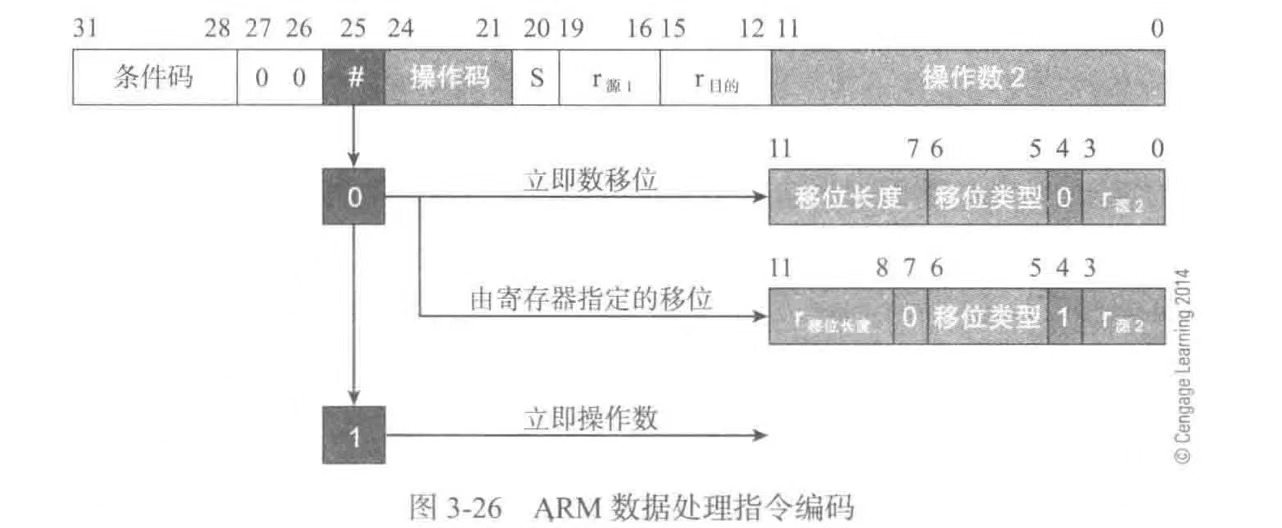 31 28 27 26 25 24 21 20 19 16 15 12 11 0
条件码 0 0 # 操作码 S r源1 r目的 操作数2
11 7 6 5 4 3 0
0 立即数移位 移位长度 移位类型 0 r源2
11 8 7 6 5 4 3
由寄存器指定的移位 r移位长度 0 移位类型 1 r源2
1 立即操作数
© Cengage Learning 2014
图 3-26 ARM 数据处理指令编码